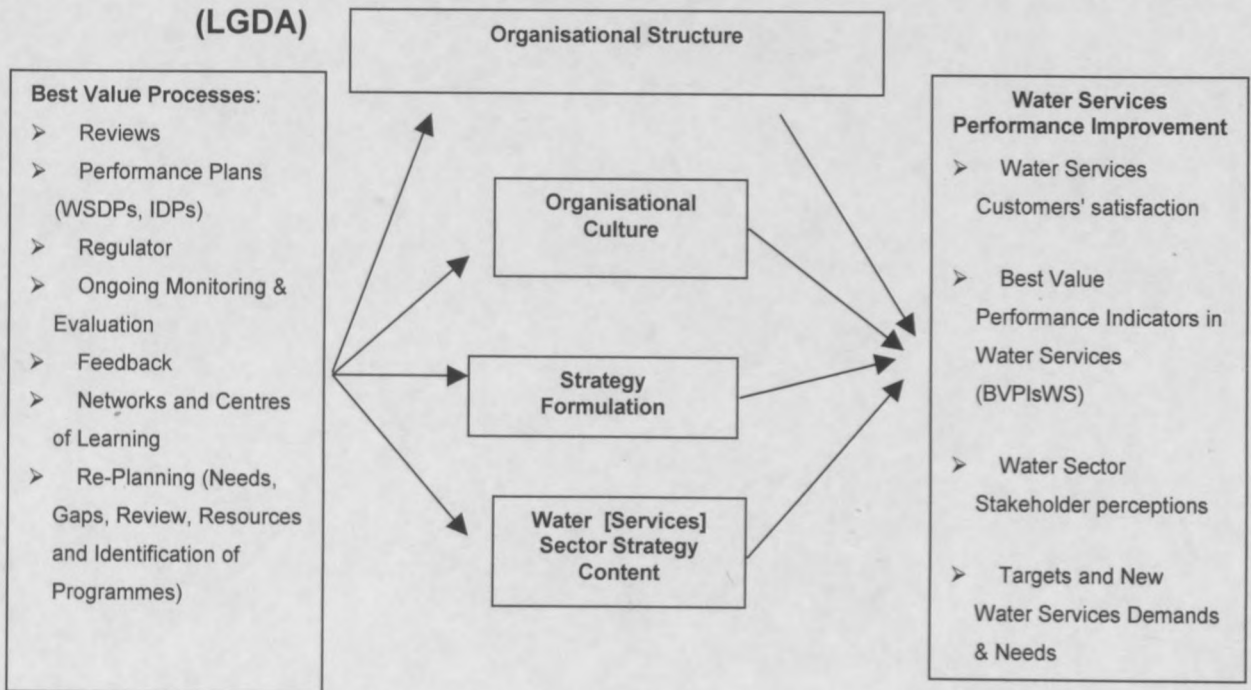 (LGDA)
Organisational Structure
Best Value Processes:
➢ Reviews
➢ Performance Plans
(WSDPs, IDPs)
➢ Regulator
➢ Ongoing Monitoring &
Evaluation
➢ Feedback
➢ Networks and Centres
of Learning
➢ Re-Planning (Needs,
Gaps, Review, Resources
and Identification of
Programmes)
Organisational
Culture
Strategy
Formulation
Water [Services]
Sector Strategy
Content
Water Services
Performance Improvement
➢ Water Services
Customers' satisfaction
➢ Best Value
Performance Indicators in
Water Services
(BVPIsWS)
➢ Water Sector
Stakeholder perceptions
➢ Targets and New
Water Services Demands
& Needs